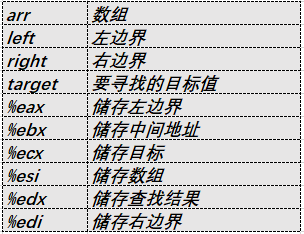 arr 数组
left 左边界
right 右边界
target 要寻找的目标值
%eax 储存左边界
%ebx 储存中间地址
%ecx 储存目标
%esi 储存数组
%edx 储存查找结果
%edi 储存右边界